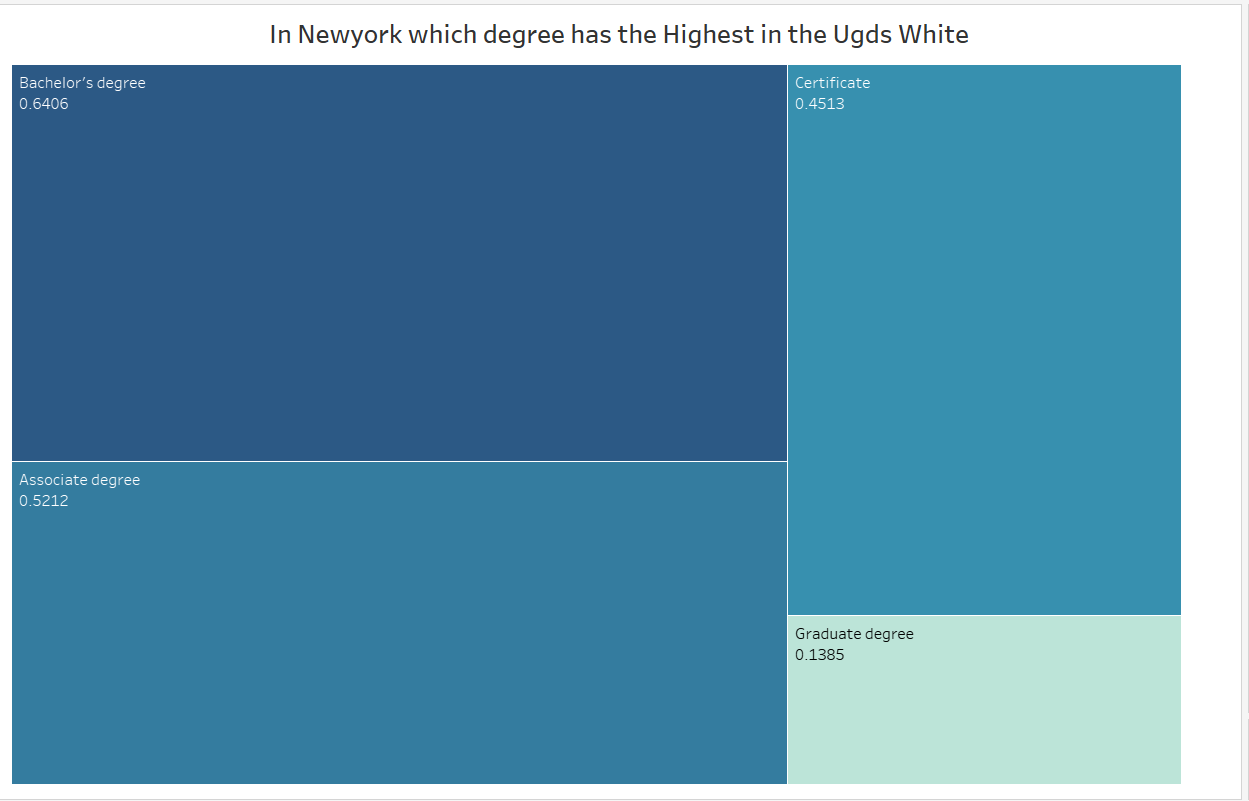 In Newyork which degree has the Highest in the Ugds White
Bachelor's degree
0.6406
Certificate
0.4513
Associate degree
0.5212
Graduate degree
0.1385